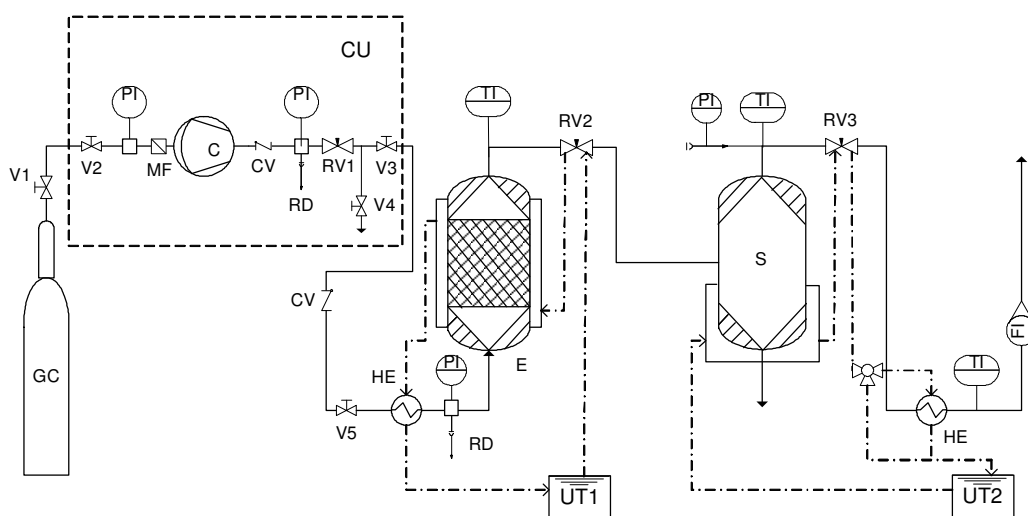 CU
PI
PI
TI
PI
TI
RV2
RV3
C
V1
V2
MF
CV
RV1
V3
RD
V4
S
CV
E
GC
HE
PI
TI
FI
V5
RD
HE
UT1
UT2